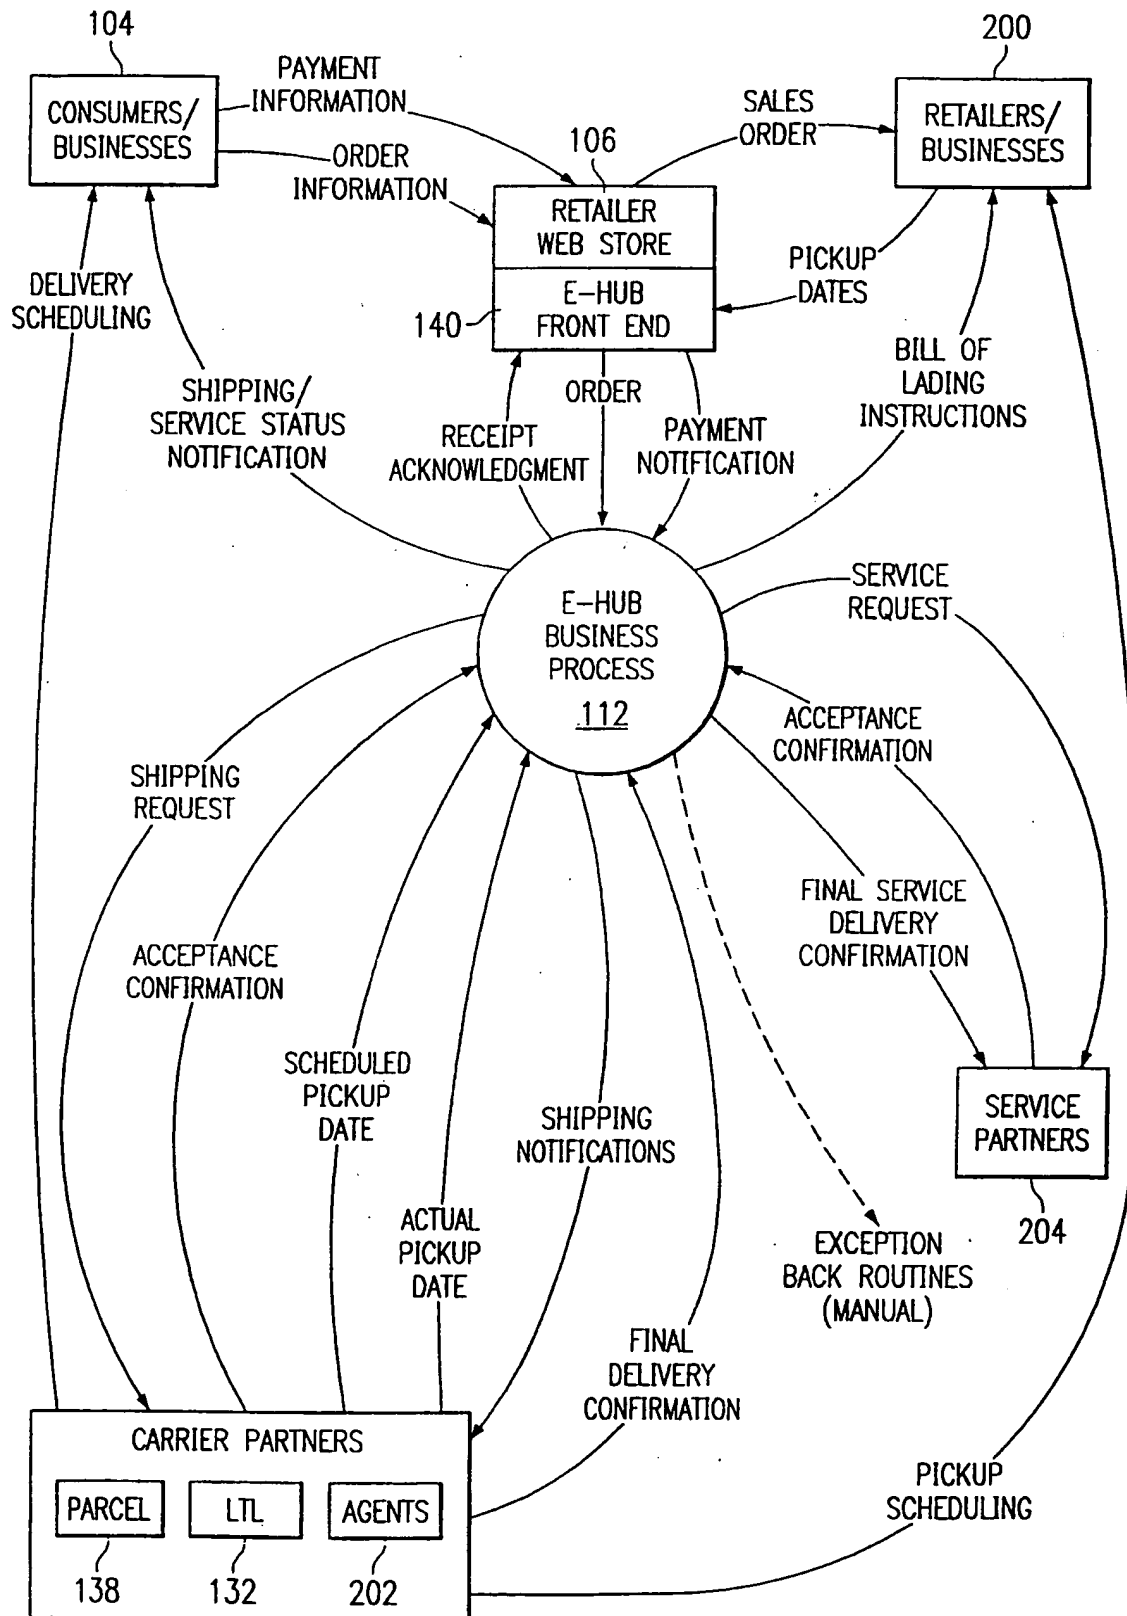 104
200
CONSUMERS/
BUSINESSES
PAYMENT
INFORMATION
ORDER
INFORMATION
106
RETAILER
WEB STORE
E-HUB
FRONT END
140
SALES
ORDER
RETAILERS/
BUSINESSES
PICKUP
DATES
DELIVERY
SCHEDULING
SHIPPING/
SERVICE STATUS
NOTIFICATION
RECEIPT
ACKNOWLEDGMENT
ORDER
PAYMENT
NOTIFICATION
BILL OF
LADING
INSTRUCTIONS
E-HUB
BUSINESS
PROCESS
112
SERVICE
REQUEST
ACCEPTANCE
CONFIRMATION
SHIPPING
REQUEST
FINAL SERVICE
DELIVERY
CONFIRMATION
ACCEPTANCE
CONFIRMATION
SCHEDULED
PICKUP
DATE
SHIPPING
NOTIFICATIONS
SERVICE
PARTNERS
204
ACTUAL
PICKUP
DATE
EXCEPTION
BACK ROUTINES
(MANUAL)
FINAL
DELIVERY
CONFIRMATION
CARRIER PARTNERS
PARCEL
LTL
AGENTS
138
132
202
PICKUP
SCHEDULING